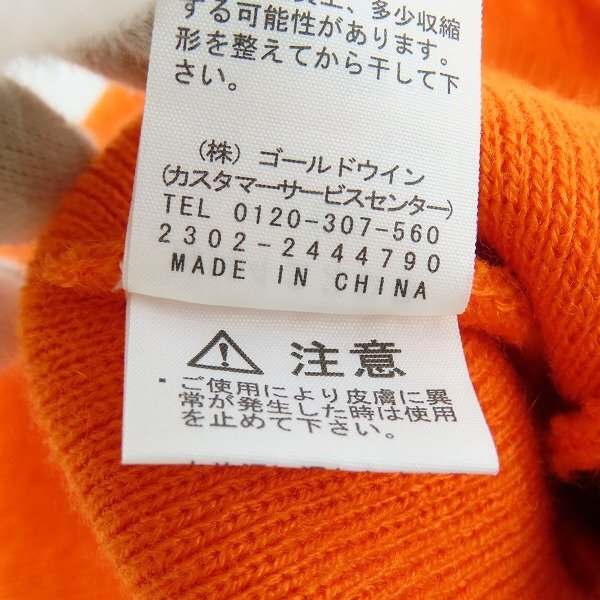 、多少収縮
する可能性があります。
形を整えてから干して下
さい。
(株) ゴールドウイン
(カスタマーサービスセンター)
TEL 0120-307-560
2302-2444790
MADE IN CHINA
注意
・ご使用により皮膚に異
常が発生した時は使用
を止めて下さい。